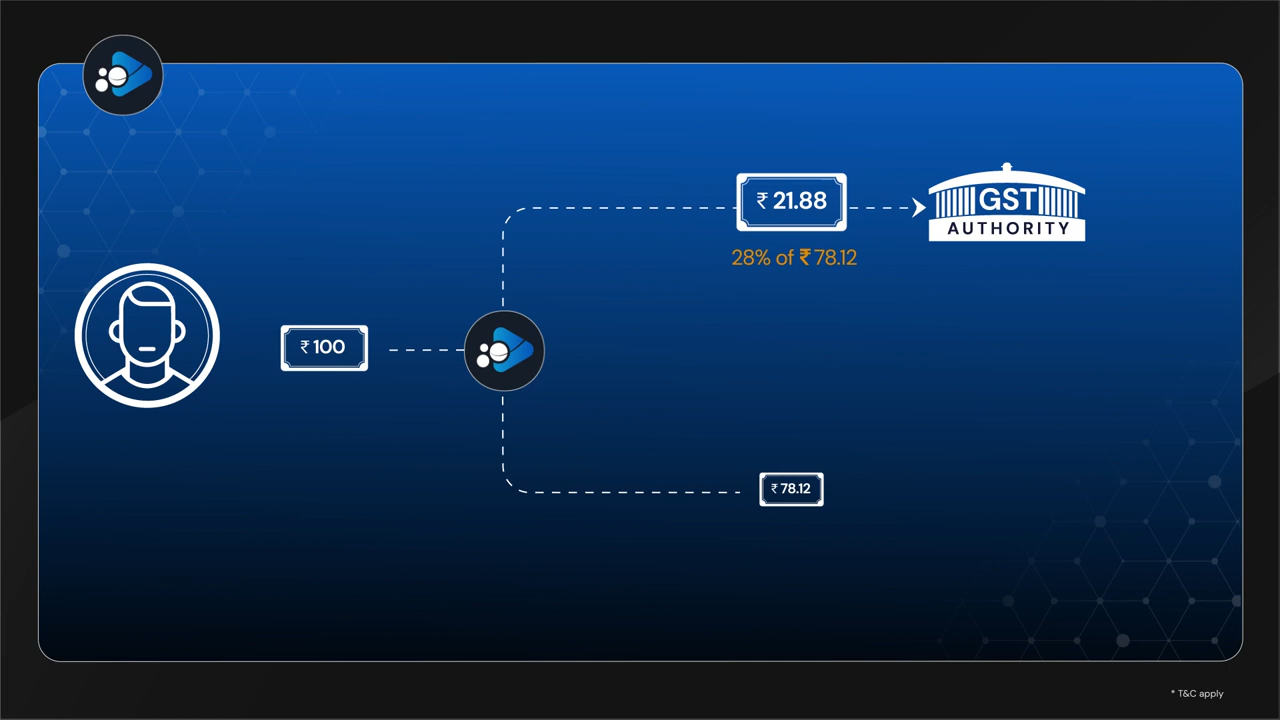 ₹ 21.88
GST
AUTHORITY
28% of ₹ 78.12
₹ 100
₹ 78.12
* T&C apply